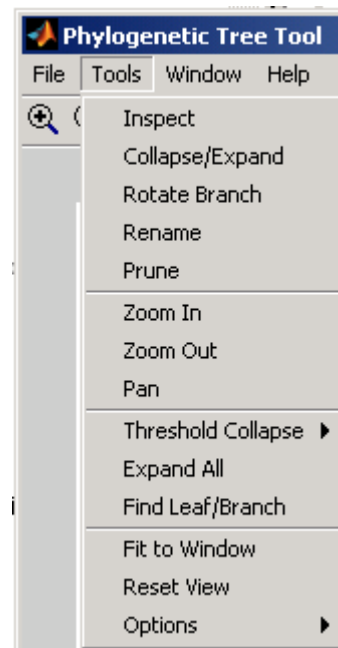 Phylogenetic Tree Tool
File Tools Window Help
Inspect
Collapse/Expand
Rotate Branch
Rename
Prune
Zoom In
Zoom Out
Pan
Threshold Collapse
Expand All
Find Leaf/Branch
Fit to Window
Reset View
Options